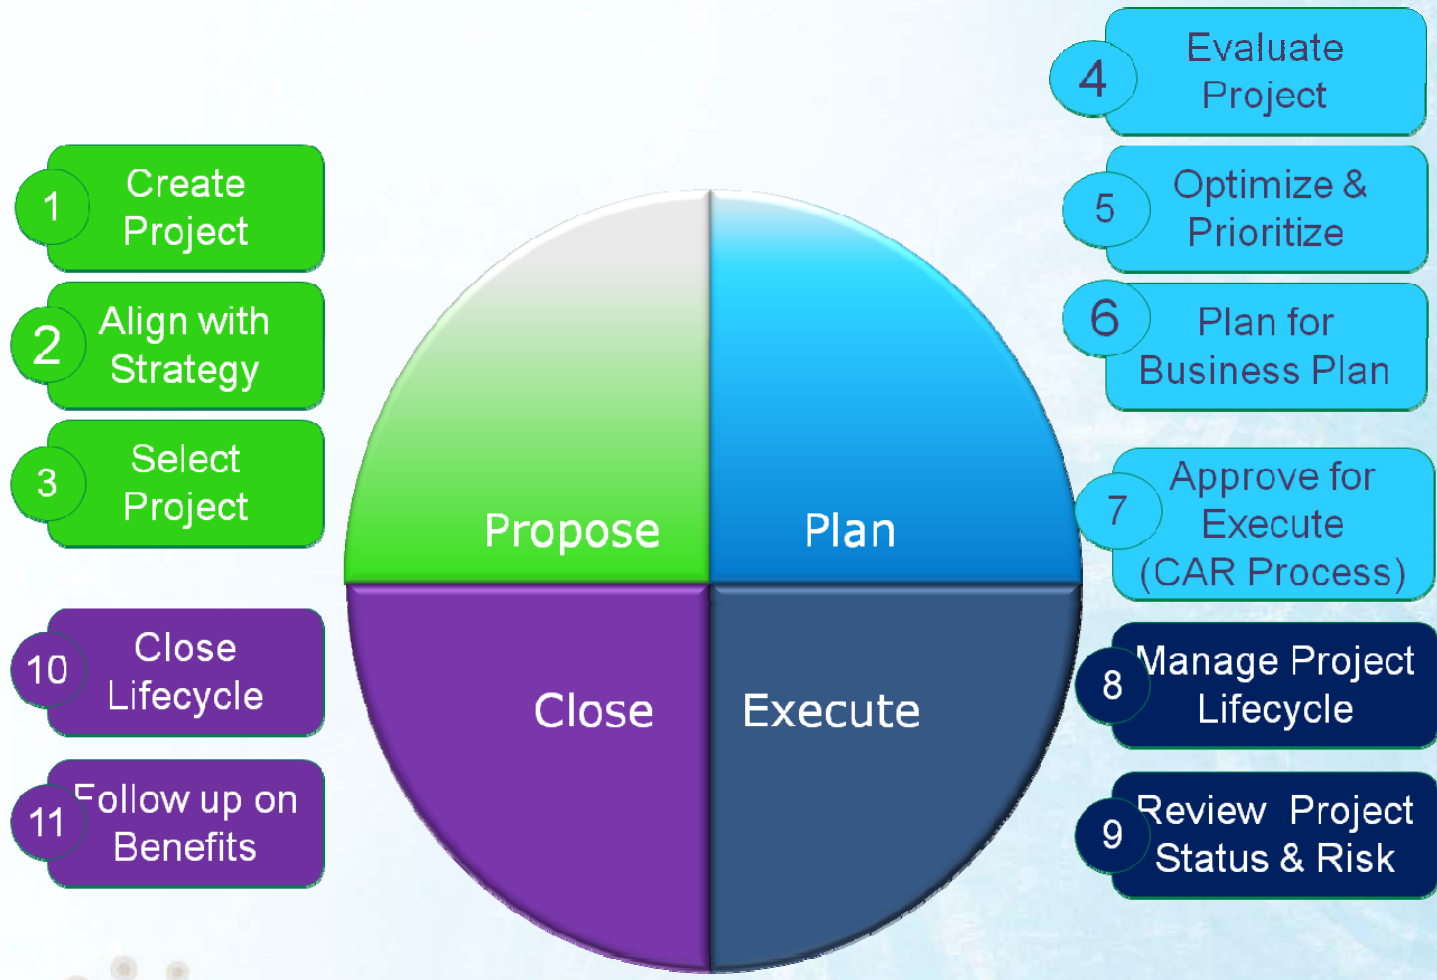 1
Create
Project
2
Align with
Strategy
3
Select
Project
4
Evaluate
Project
5
Optimize &
Prioritize
6
Plan for
Business Plan
7
Approve for
Execute
(CAR Process)
8
Manage Project
Lifecycle
9
Review Project
Status & Risk
10
Close
Lifecycle
11
Follow up on
Benefits
Propose
Plan
Close
Execute